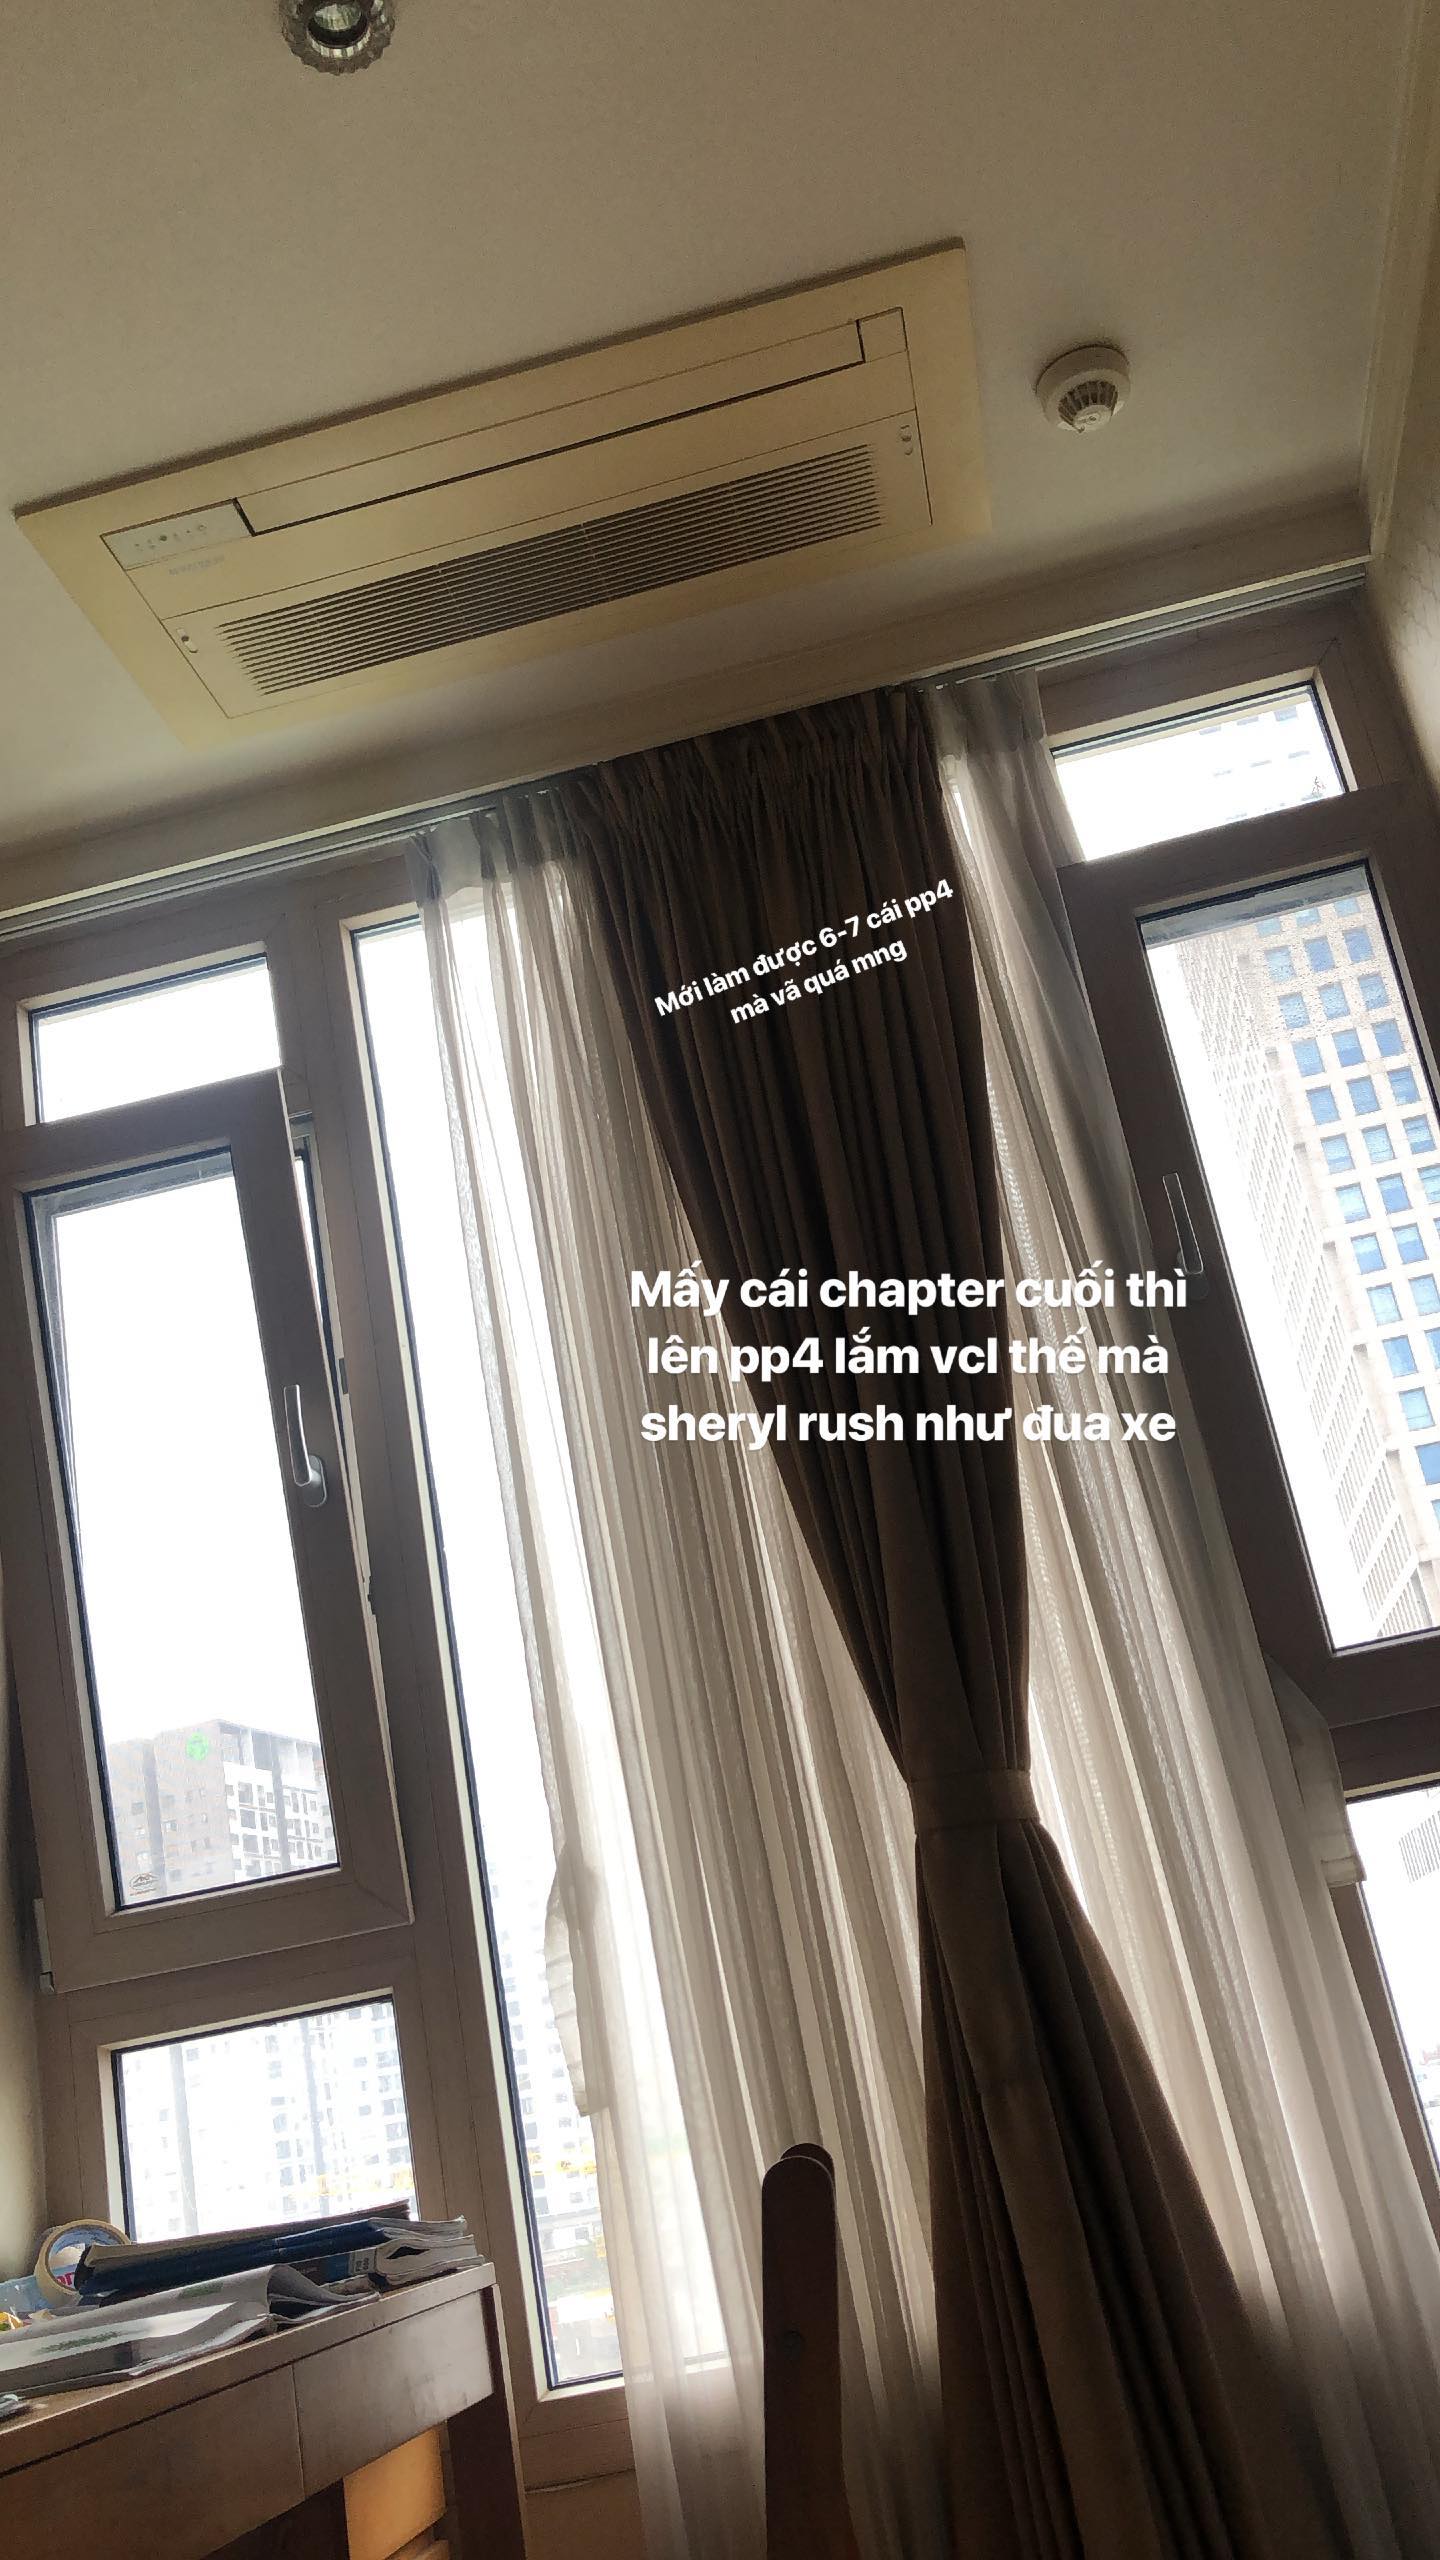 Mới làm được 6-7 cái pp4
mà vã quá mng
Mấy cái chapter cuối thì
lên pp4 lắm vcl thế mà
sheryl rush như đua xe